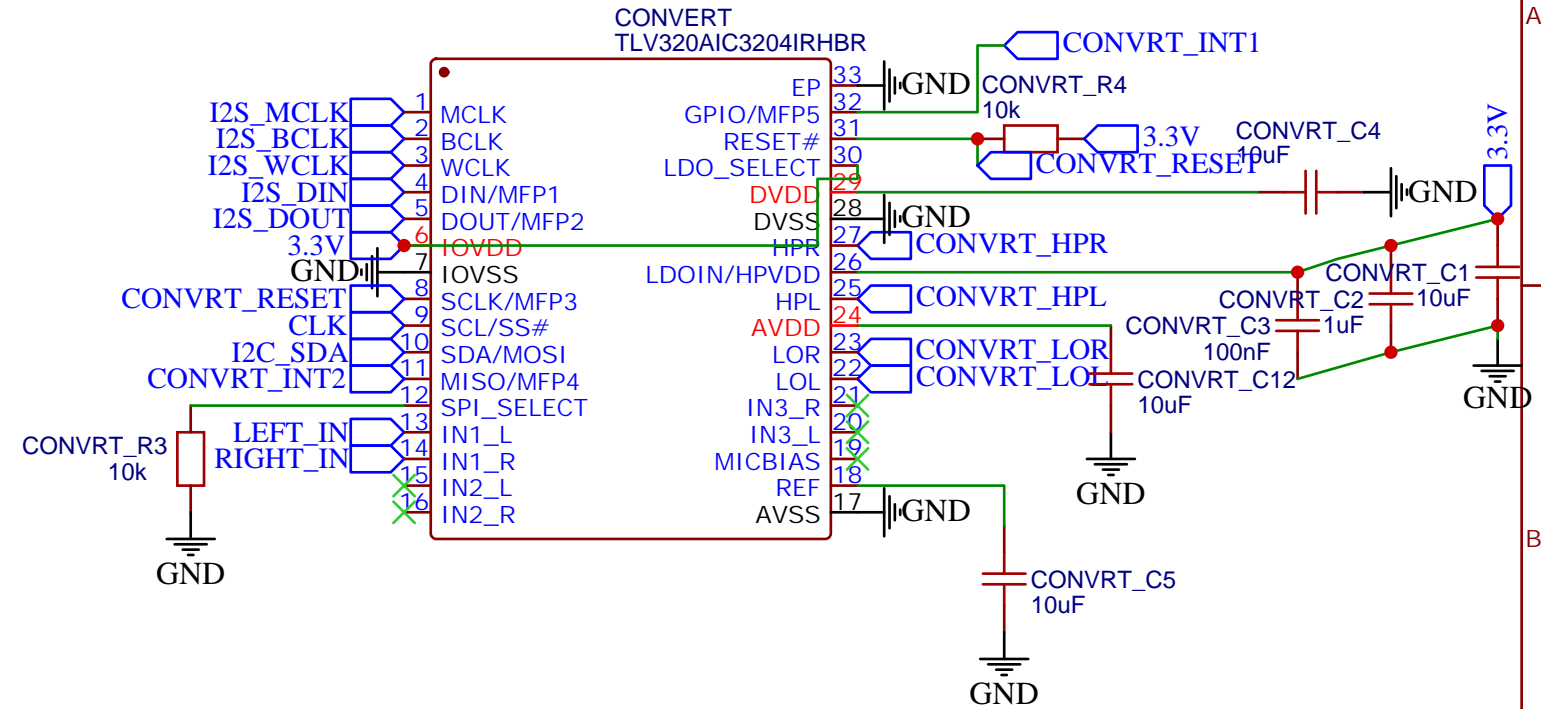 CONVERT
TLV320AIC3204IRHBR
A
CONVRT_INT1
EP 33 GND
CONVRT_R4
10k
I2S_MCLK 1 MCLK
GPIO/MFP5 32
I2S_BCLK 2 BCLK
RESET# 31
3.3V
CONVRT_C4
10uF
3.3V
I2S_WCLK 3 WCLK
LDO_SELECT 30
CONVRT_RESET
I2S_DIN 4 DIN/MFP1
DVDD 29
GND
I2S_DOUT 5 DOUT/MFP2
DVSS 28 GND
3.3V 6 IOVDD
HPR 27 CONVRT_HPR
GND 7 IOVSS
LDOIN/HPVDD 26
CONVRT_C1
10uF
CONVRT_RESET 8 SCLK/MFP3
HPL 25 CONVRT_HPL
CONVRT_C2
1uF
CLK 9 SCL/SS#
AVDD 24
CONVRT_C3
100nF
I2C_SDA 10 SDA/MOSI
LOR 23 CONVRT_LOR
CONVRT_INT2 11 MISO/MFP4
LOL 22 CONVRT_LOL
CONVRT_C12
10uF
GND
12 SPI_SELECT
IN3_R 21
LEFT_IN 13 IN1_L
IN3_L 20
CONVRT_R3
10k
RIGHT_IN 14 IN1_R
MICBIAS 19
15 IN2_L
REF 18
GND
16 IN2_R
AVSS 17 GND
B
GND
CONVRT_C5
10uF
GND